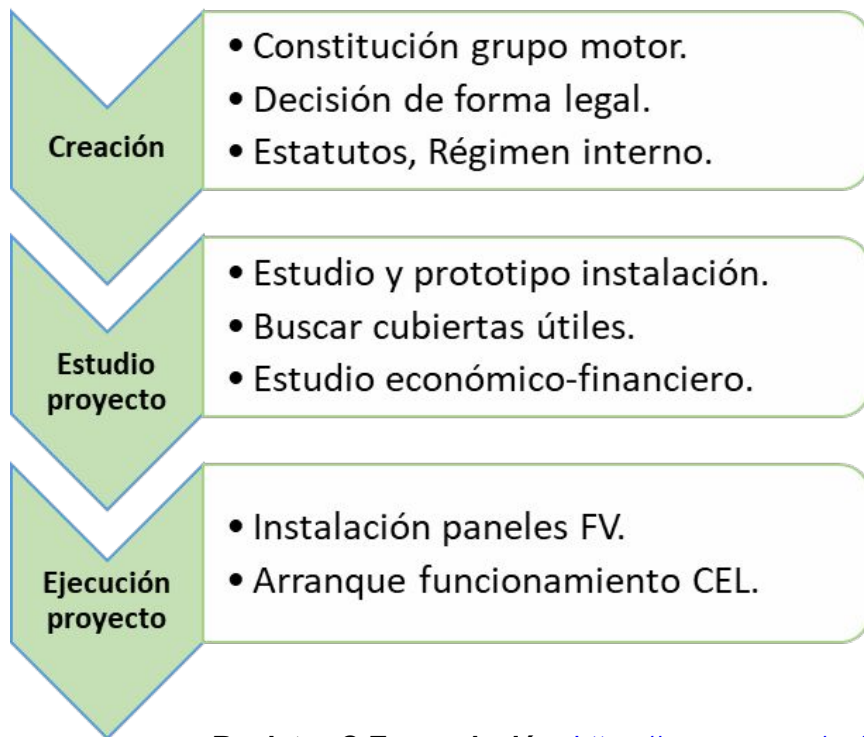 Creación
• Constitución grupo motor.
• Decisión de forma legal.
• Estatutos, Régimen interno.
Estudio
proyecto
• Estudio y prototipo instalación.
• Buscar cubiertas útiles.
• Estudio económico-financiero.
Ejecución
proyecto
• Instalación paneles FV.
• Arranque funcionamiento CEL.